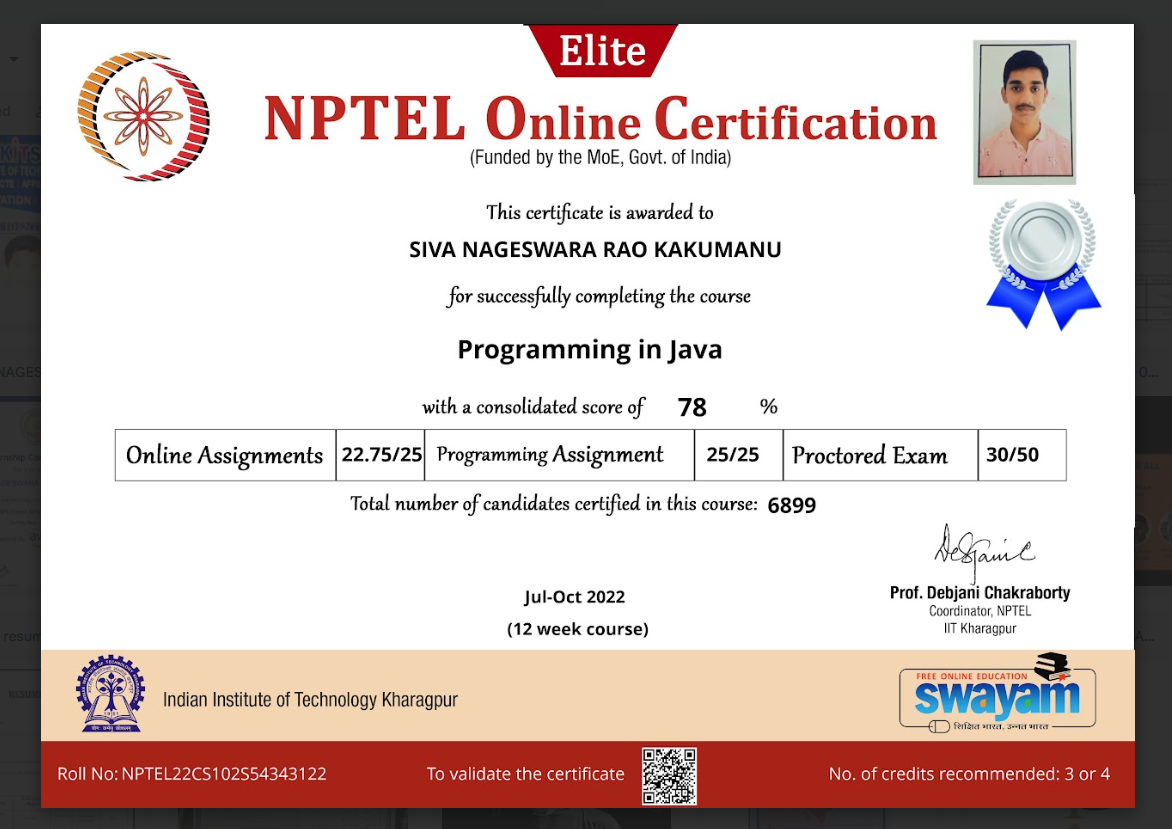 Elite
NPTEL Online Certification
(Funded by the MoE, Govt. of India)
This certificate is awarded to
SIVA NAGESWARA RAO KAKUMANU
for successfully completing the course
Programming in Java
with a consolidated score of 78 %
Online Assignments 22.75/25 Programming Assignment 25/25 Proctored Exam 30/50
Total number of candidates certified in this course: 6899
Jul-Oct 2022
(12 week course)
Prof. Debjani Chakraborty
Coordinator, NPTEL
IIT Kharagpur
Indian Institute of Technology Kharagpur
FREE ONLINE EDUCATION
swayam
शिक्षित भारत, उन्नत भारत
Roll No: NPTEL22CS102S54343122
To validate the certificate
No. of credits recommended: 3 or 4